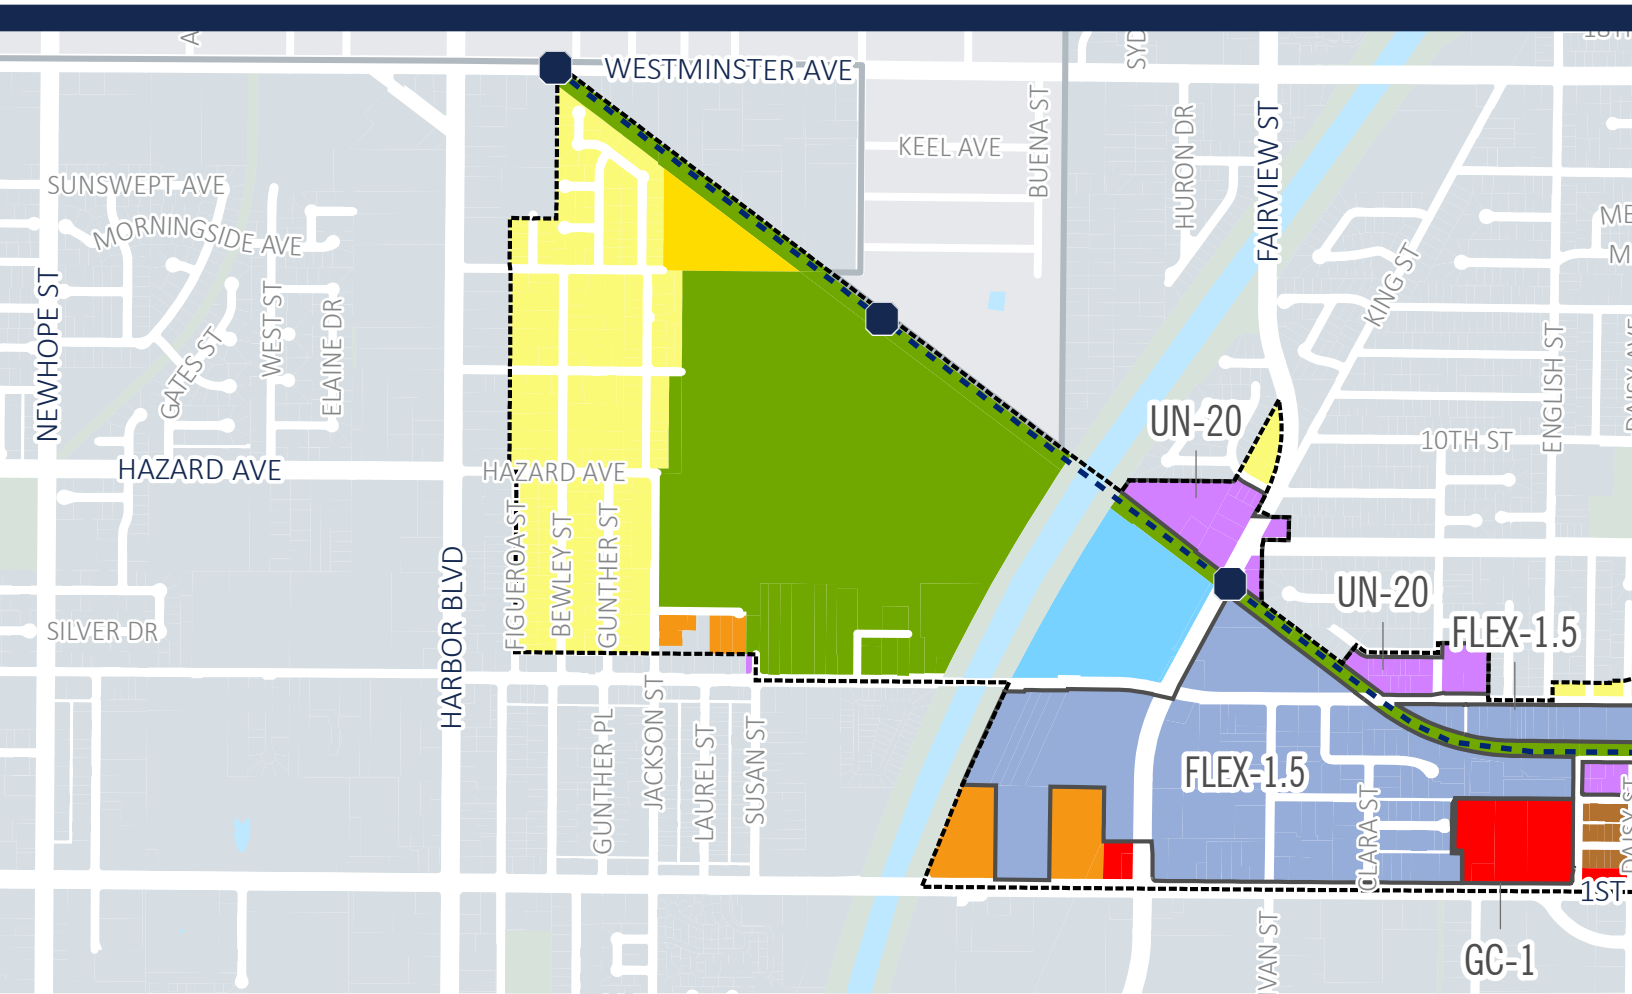 WESTMINSTER AVE
KEEL AVE
BUENA ST
HURON DR
FAIRVIEW ST
SUNSWEPT AVE
MORNINGSIDE AVE
NEWHOPE ST
GATES ST
WEST ST
ELAINE DR
KING ST
ENGLISH ST
DAISY AVE
UN-20
10TH ST
HAZARD AVE
HAZARD AVE
FIGUEROA ST
BEWLEY ST
GUNTHER ST
HARBOR BLVD
SILVER DR
UN-20
FLEX-1.5
GUNTHER PL
JACKSON ST
LAUREL ST
SUSAN ST
FLEX-1.5
CLARA ST
DAISY ST
1ST
GC-1